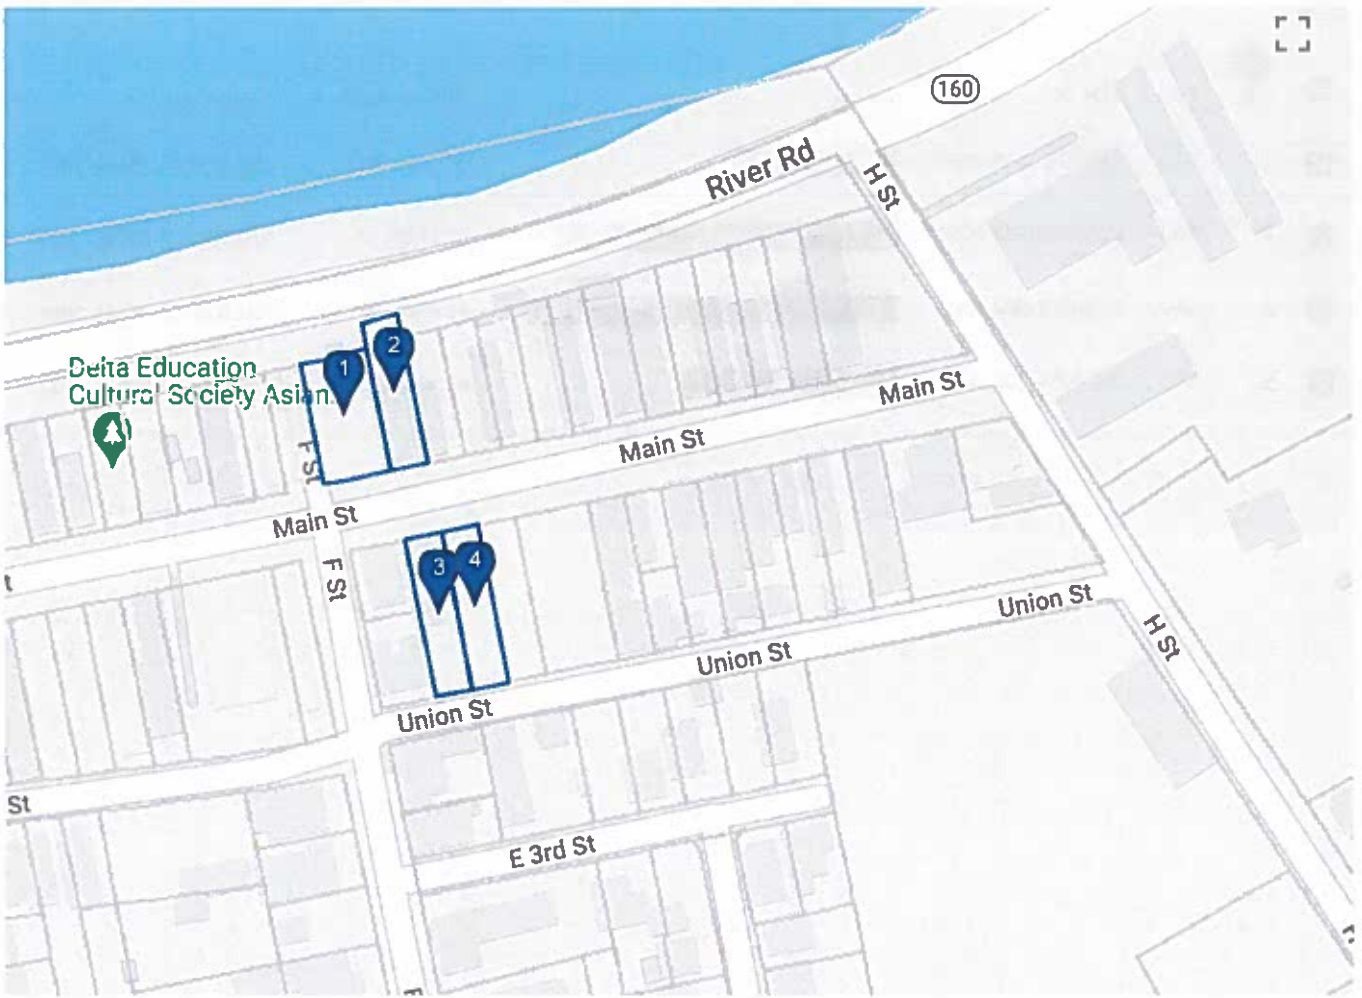 160
River Rd
H St
2
1
Delta Education
Cultural Society Asian
Main St
Main St
F St
Main St
3
4
F St
t
Union St
Union St
H St
Union St
St
E 3rd St